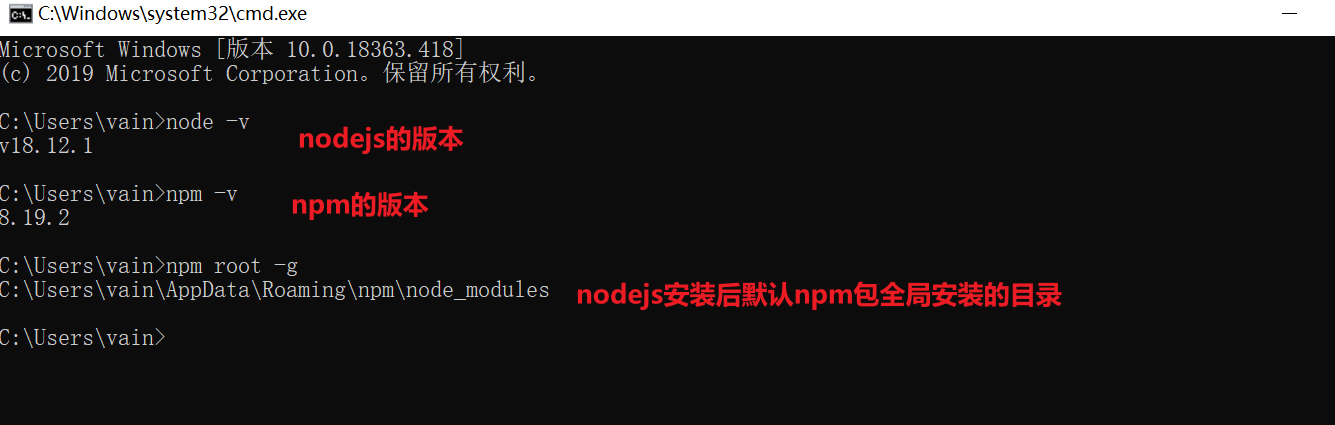 C:\Windows\system32\cmd.exe
Microsoft Windows [版本 10.0.18363.418]
(c) 2019 Microsoft Corporation。保留所有权利。
C:\Users\vain>node -v
v18.12.1
nodejs的版本
C:\Users\vain>npm -v
8.19.2
npm的版本
C:\Users\vain>npm root -g
C:\Users\vain\AppData\Roaming\npm\node_modules
nodejs安装后默认npm包全局安装的目录
C:\Users\vain>